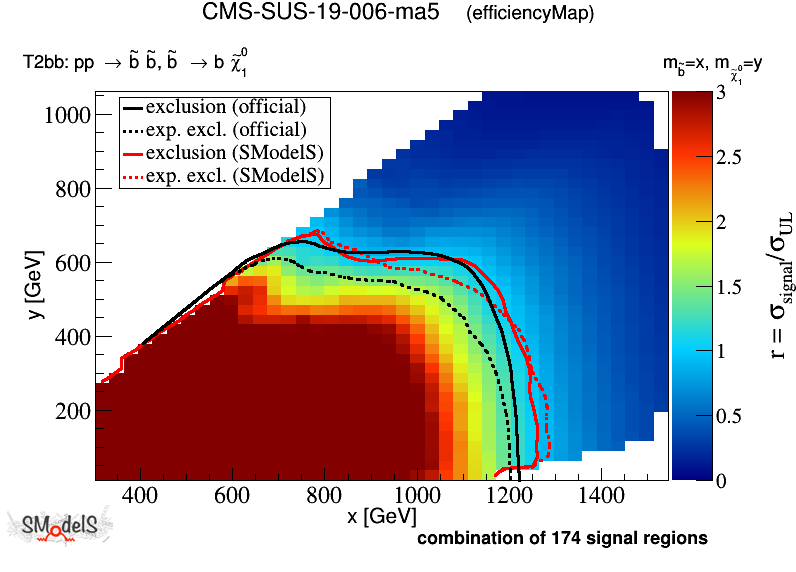 CMS-SUS-19-006-ma5 (efficiencyMap)
T2bb: pp → b̃ b̃, b̃ → b χ̃₁⁰
m_b̃=x, m_χ̃₁⁰=y
exclusion (official)
exp. excl. (official)
exclusion (SModelS)
exp. excl. (SModelS)
1000
800
600
400
200
y [GeV]
400 600 800 1000 1200 1400
x [GeV]
3
2.5
2
1.5
1
0.5
0
r = σ_signal/σ_UL
SModelS
combination of 174 signal regions